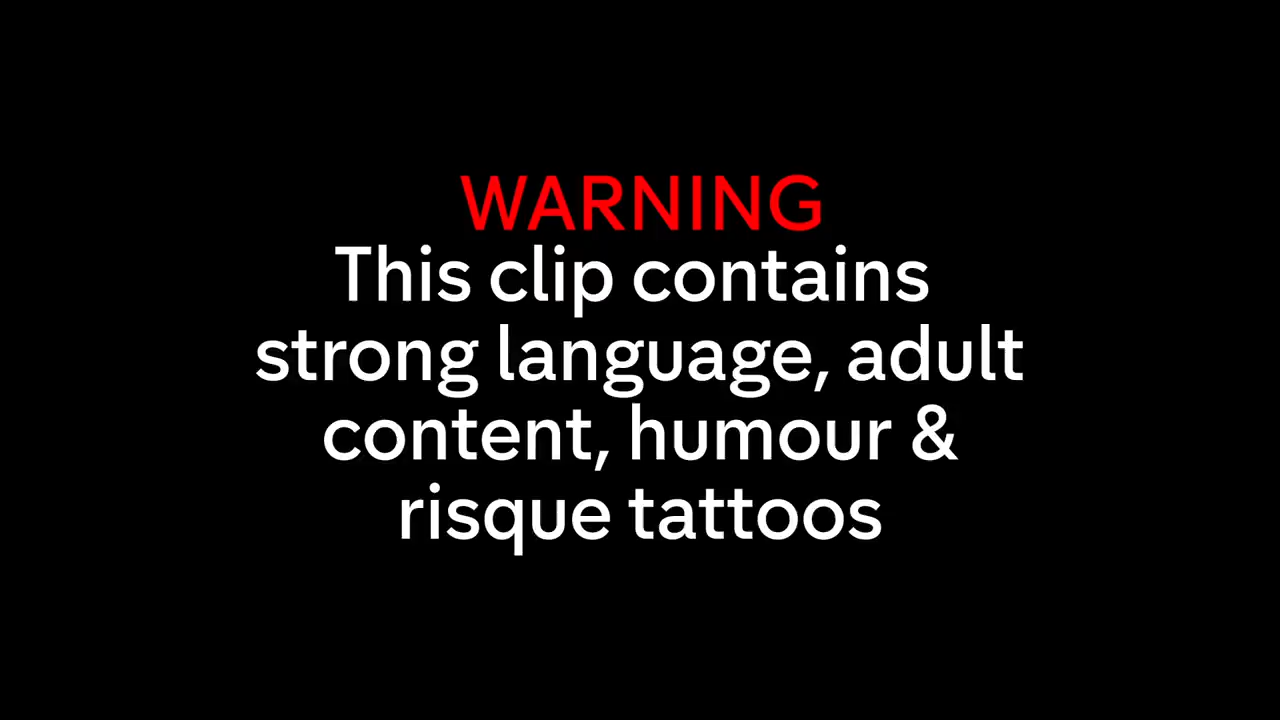 WARNING
This clip contains
strong language, adult
content, humour &
risque tattoos